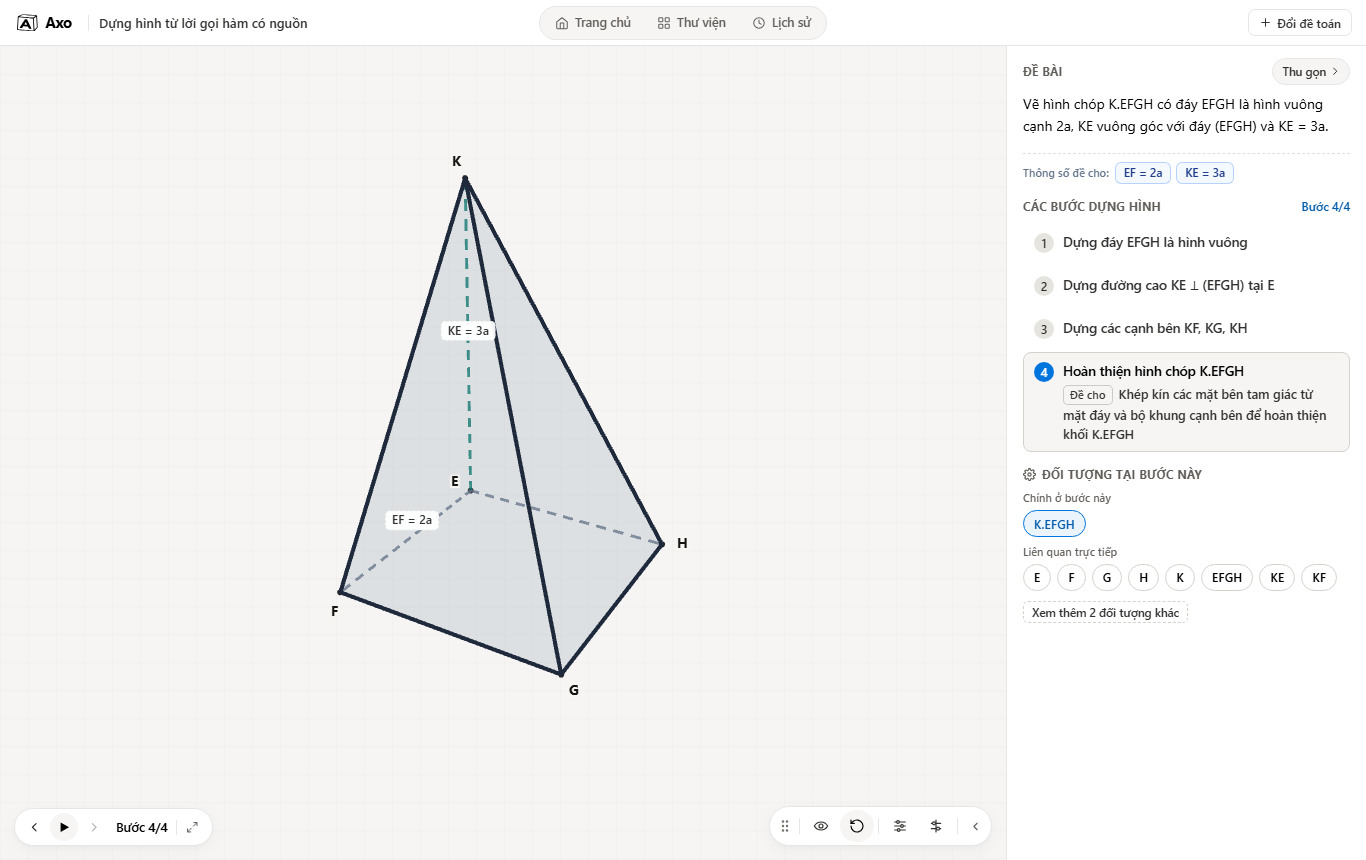 Axo
Dựng hình từ lời gọi hàm có nguồn
Trang chủ
Thư viện
Lịch sử
Đổi đề toán
K
KE = 3a
E
EF = 2a
H
F
G
Bước 4/4
ĐỀ BÀI
Thu gọn
Vẽ hình chóp K.EFGH có đáy EFGH là hình vuông
cạnh 2a, KE vuông góc với đáy (EFGH) và KE = 3a.
Thông số đề cho:
EF = 2a
KE = 3a
CÁC BƯỚC DỰNG HÌNH
Bước 4/4
1 Dựng đáy EFGH là hình vuông
2 Dựng đường cao KE ⊥ (EFGH) tại E
3 Dựng các cạnh bên KF, KG, KH
4 Hoàn thiện hình chóp K.EFGH
Đề cho Khép kín các mặt bên tam giác từ
mặt đáy và bộ khung cạnh bên để hoàn thiện
khối K.EFGH
ĐỐI TƯỢNG TẠI BƯỚC NÀY
Chính ở bước này
K.EFGH
Liên quan trực tiếp
E F G H K EFGH KE KF
Xem thêm 2 đối tượng khác